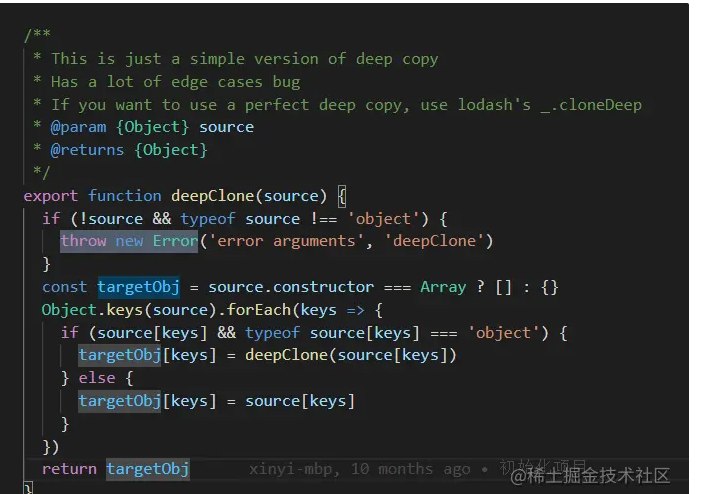 /**
 * This is just a simple version of deep copy
 * Has a lot of edge cases bug
 * If you want to use a perfect deep copy, use lodash's _.cloneDeep
 * @param {Object} source
 * @returns {Object}
 */
export function deepClone(source) {
  if (!source && typeof source !== 'object') {
    throw new Error('error arguments', 'deepClone')
  }
  const targetObj = source.constructor === Array ? [] : {}
  Object.keys(source).forEach(keys => {
    if (source[keys] && typeof source[keys] === 'object') {
      targetObj[keys] = deepClone(source[keys])
    } else {
      targetObj[keys] = source[keys]
    }
  })
  return targetObj      xinyi-mbp, 10 months ago • 初始化项目
@稀土掘金技术社区
}